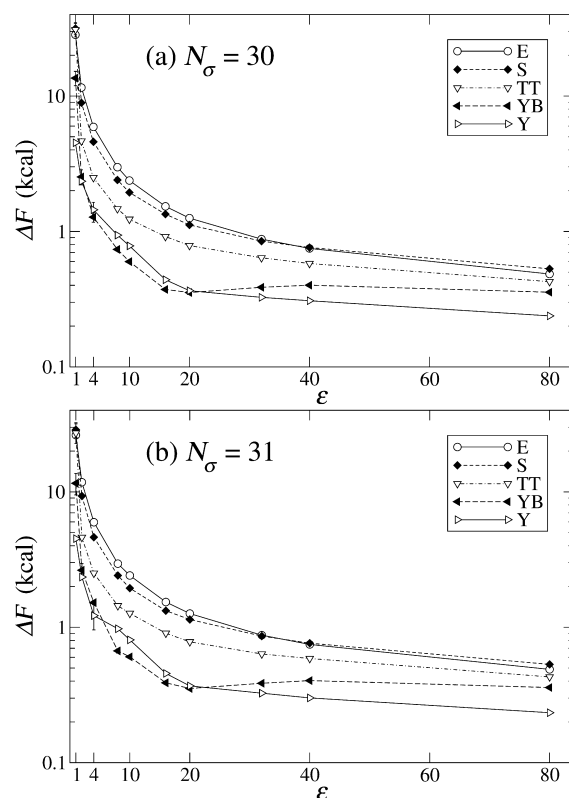 (a) Nσ = 30
E
S
TT
YB
Y
10
1
0.1
ΔF (kcal)
1 4 10 20 40 60 80
ε
(b) Nσ = 31
E
S
TT
YB
Y
10
1
0.1
ΔF (kcal)
1 4 10 20 40 60 80
ε